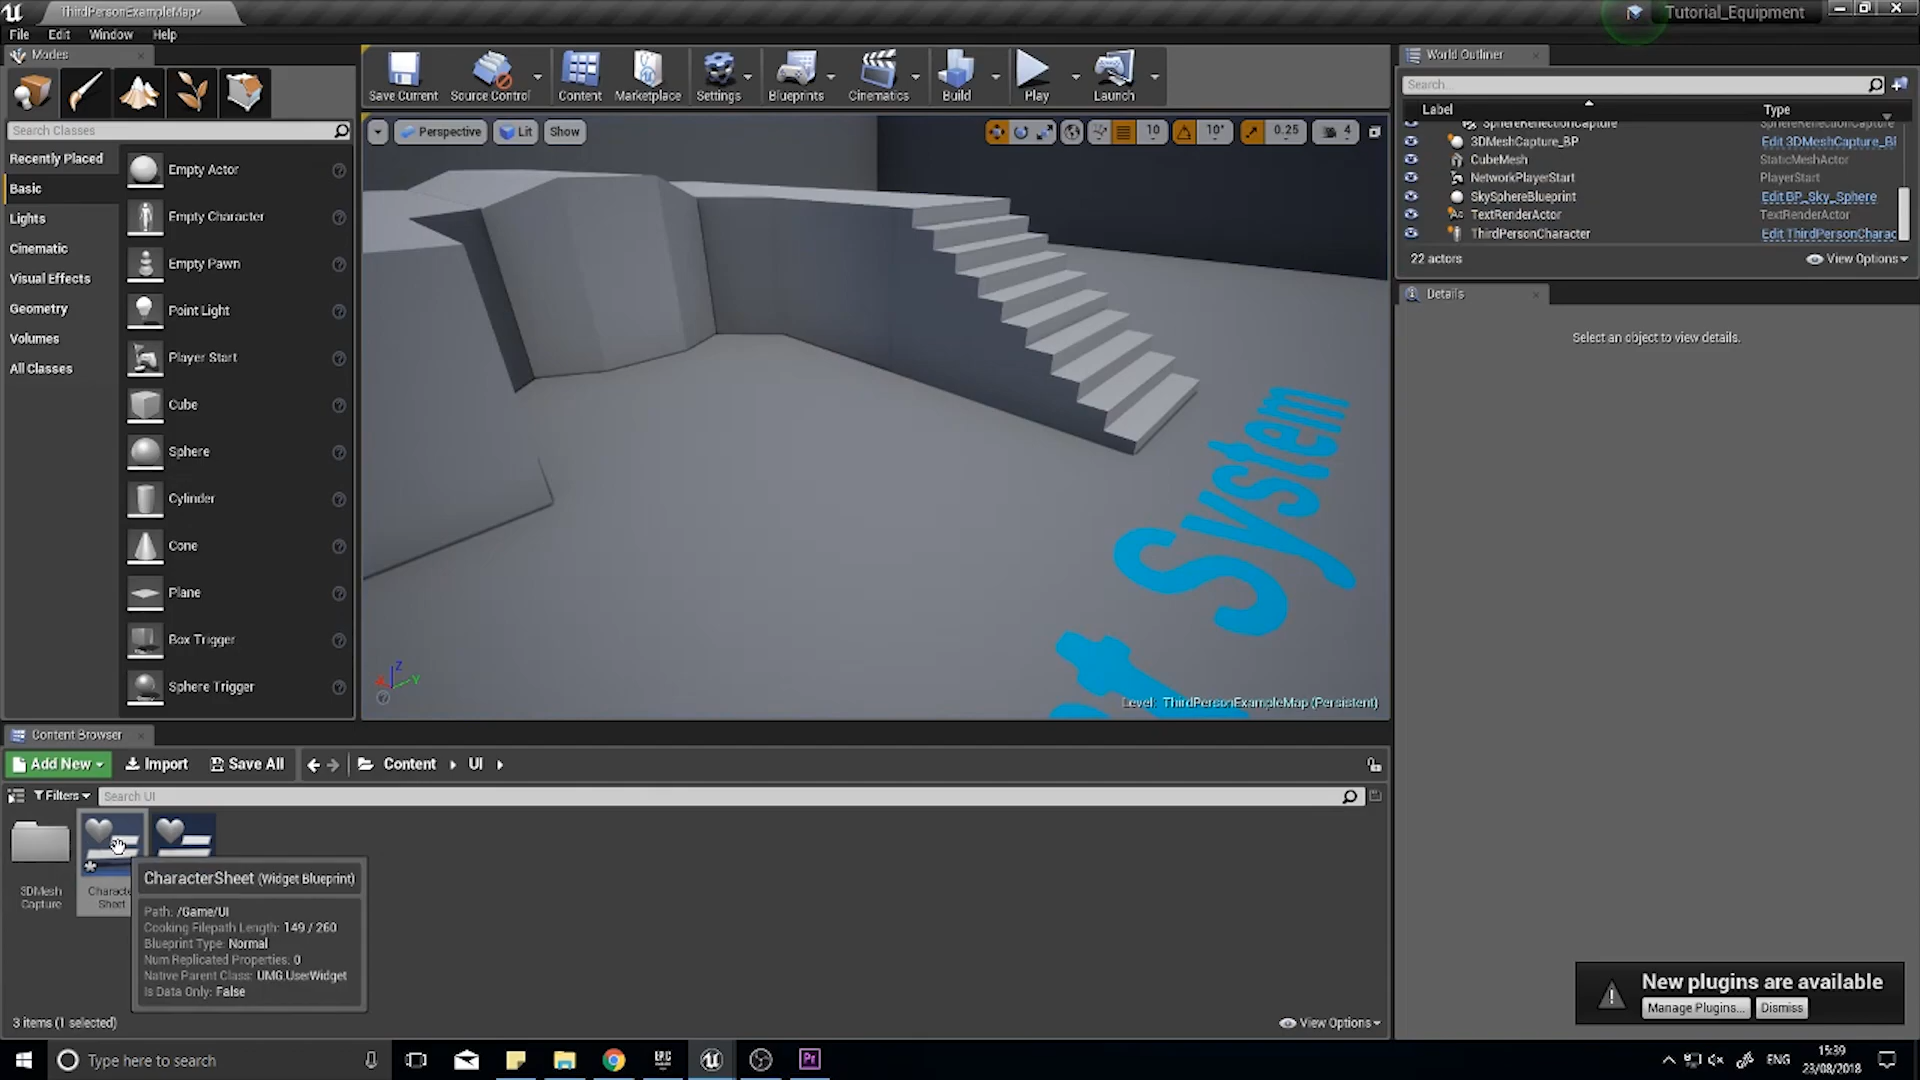 ThirdPersonExampleMap*
Tutorial_Equipment
File Edit Window Help
Modes
Search Classes
Recently Placed
Basic
Lights
Cinematic
Visual Effects
Geometry
Volumes
All Classes
Empty Actor
Empty Character
Empty Pawn
Point Light
Player Start
Cube
Sphere
Cylinder
Cone
Plane
Box Trigger
Sphere Trigger
Save Current Source Control Content Marketplace Settings Blueprints Cinematics Build Play Launch
Perspective Lit Show
10 10° 0.25 4
System
Z
X Y
Level: ThirdPersonExampleMap (Persistent)
World Outliner
Search...
Label Type
SphereReflectionCapture SphereReflectionCapture
3DMeshCapture_BP Edit 3DMeshCapture_BP
CubeMesh StaticMeshActor
NetworkPlayerStart PlayerStart
SkySphereBlueprint Edit BP_Sky_Sphere
TextRenderActor TextRenderActor
ThirdPersonCharacter Edit ThirdPersonCharac
22 actors View Options
Details
Select an object to view details.
Content Browser
Add New Import Save All Content UI
Filters Search UI
3DMesh
Capture
Characte
Sheet
CharacterSheet (Widget Blueprint)
Path: /Game/UI
Cooking Filepath Length: 149 / 260
Blueprint Type: Normal
Num Replicated Properties: 0
Native Parent Class: UMG.UserWidget
Is Data Only: False
3 items (1 selected)
View Options
New plugins are available
Manage Plugins... Dismiss
Type here to search
EPIC
GAMES
Pr
ENG
15:39
23/08/2018